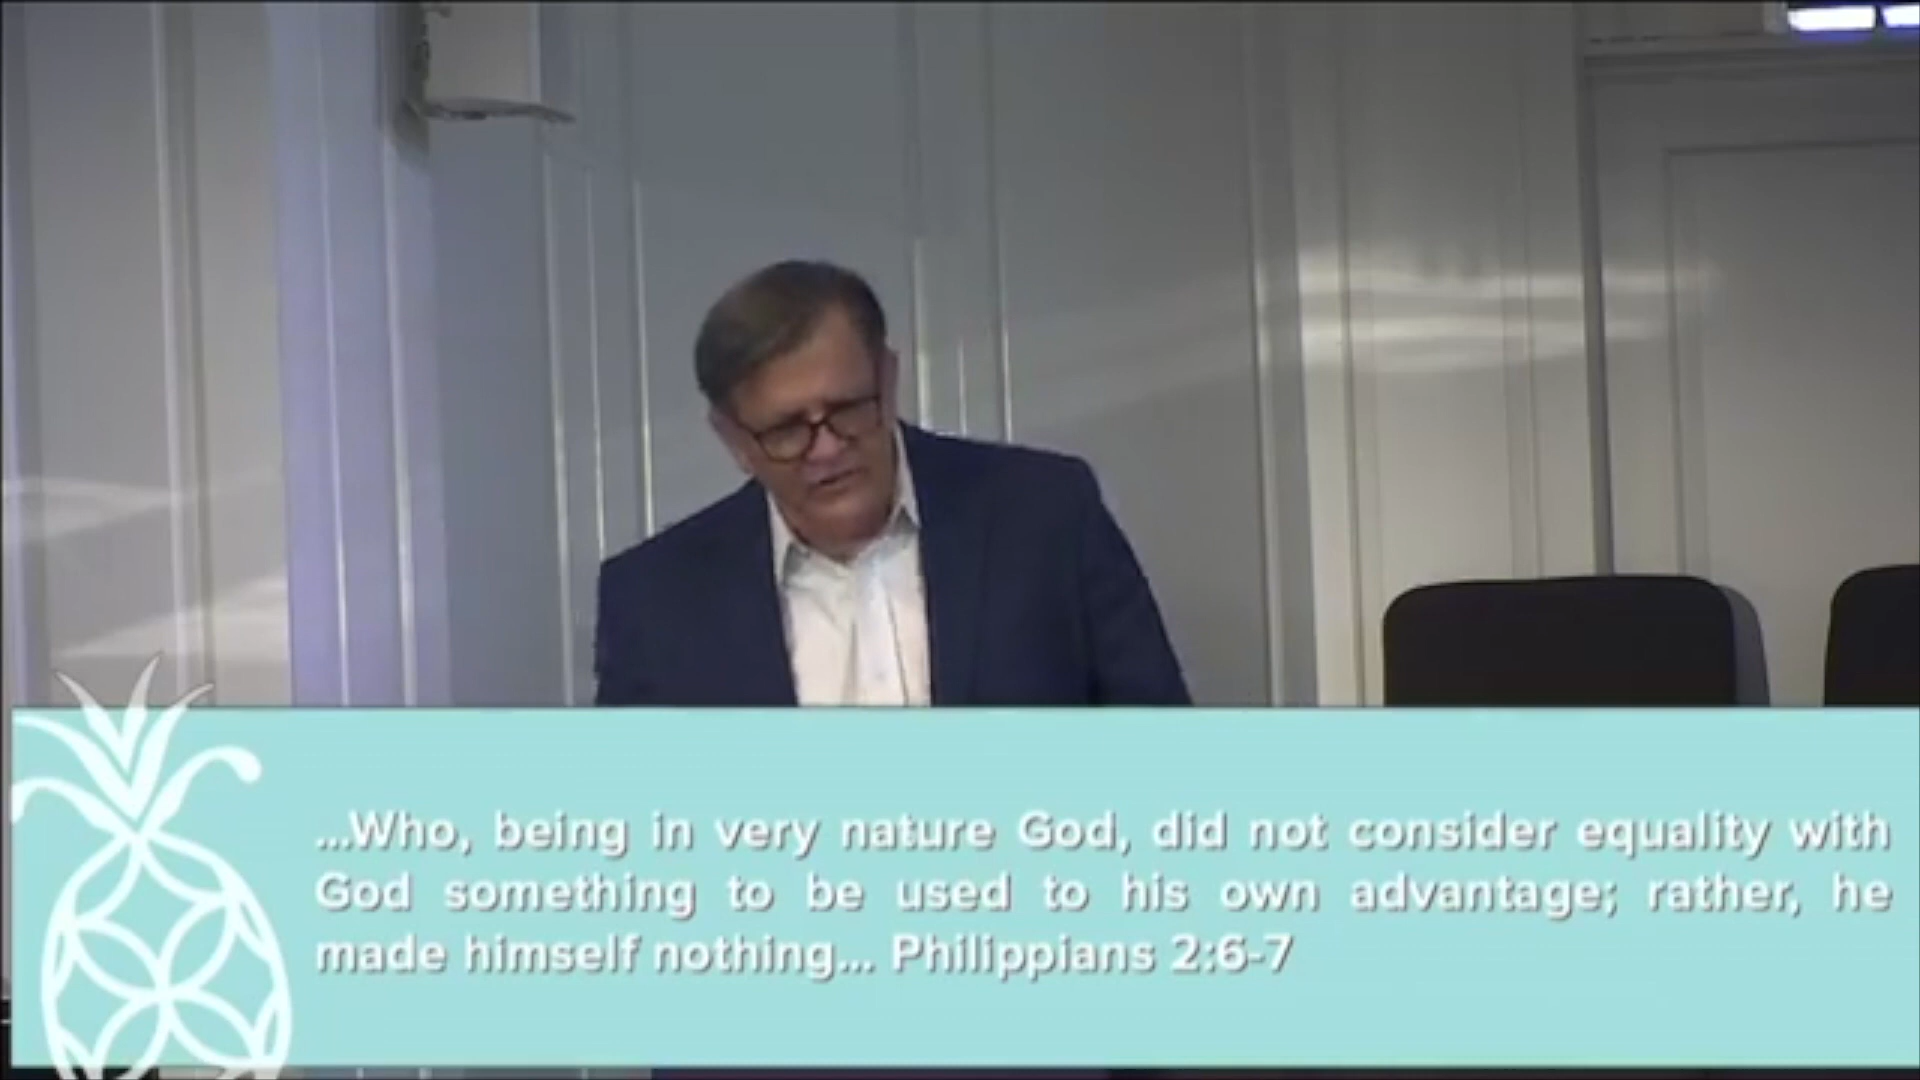 ...Who, being in very nature God, did not consider equality with
God something to be used to his own advantage; rather, he
made himself nothing... Philippians 2:6-7